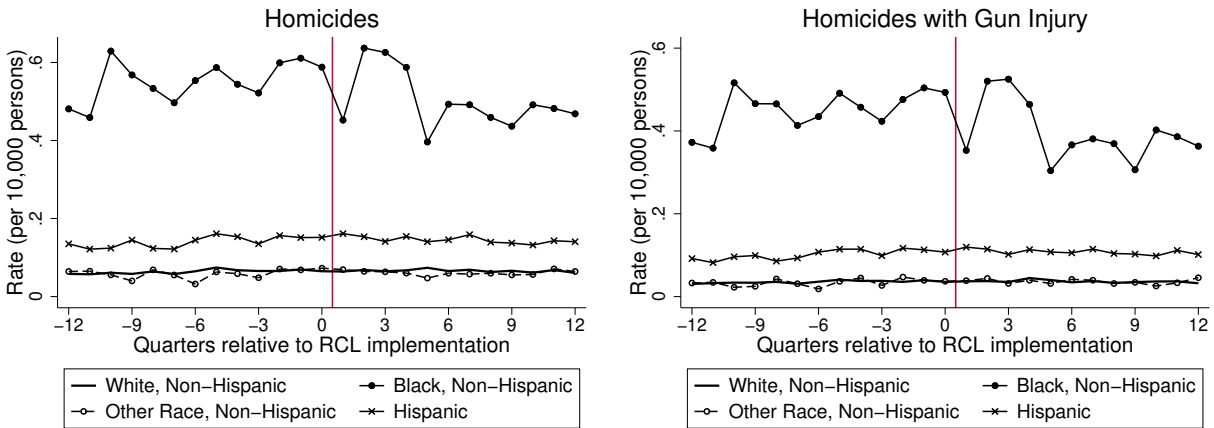 Homicides
Rate (per 10,000 persons)
.6
.4
.2
0
−12 −9 −6 −3 0 3 6 9 12
Quarters relative to RCL implementation
White, Non−Hispanic Black, Non−Hispanic
Other Race, Non−Hispanic Hispanic
Homicides with Gun Injury
Rate (per 10,000 persons)
.6
.4
.2
0
−12 −9 −6 −3 0 3 6 9 12
Quarters relative to RCL implementation
White, Non−Hispanic Black, Non−Hispanic
Other Race, Non−Hispanic Hispanic